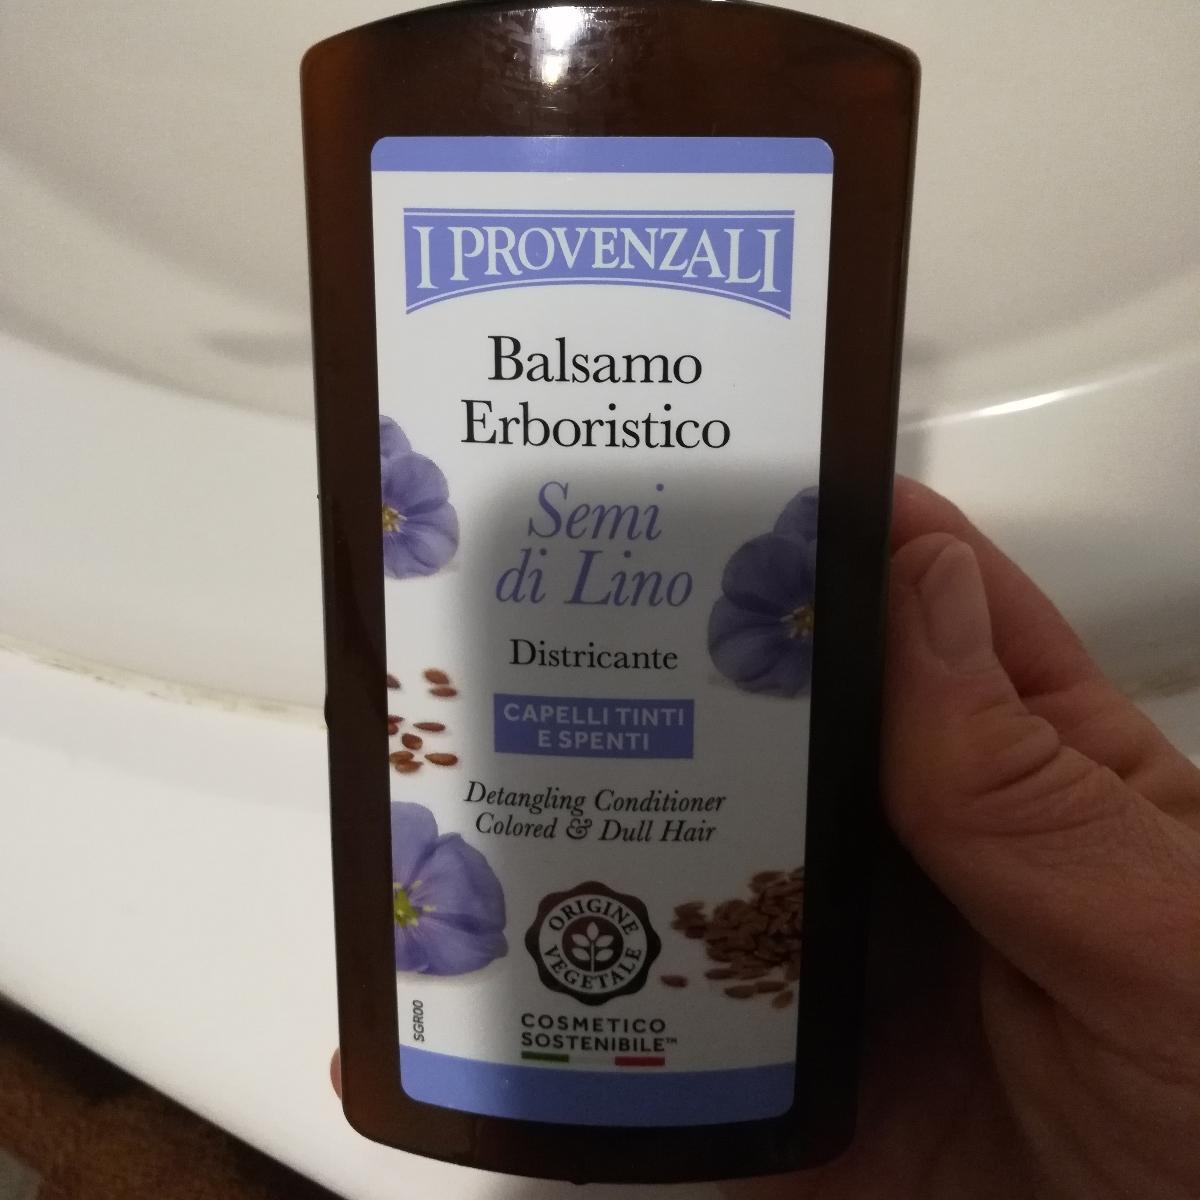 I PROVENZALI
Balsamo
Erboristico
Semi
di Lino
Districante
CAPELLI TINTI
E SPENTI
Detangling Conditioner
Colored & Dull Hair
ORIGINE
VEGETALE
COSMETICO
SOSTENIBILE™
SGR00